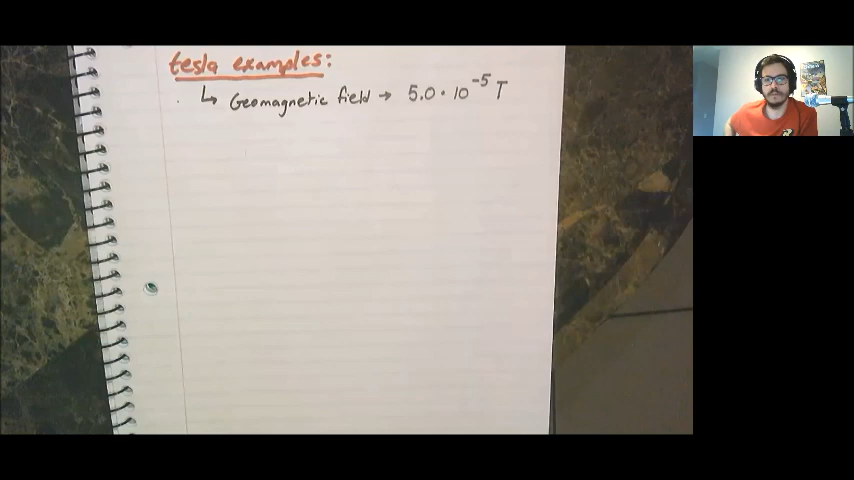 tesla examples:
↳ Geomagnetic field → 5.0 · 10⁻⁵ T